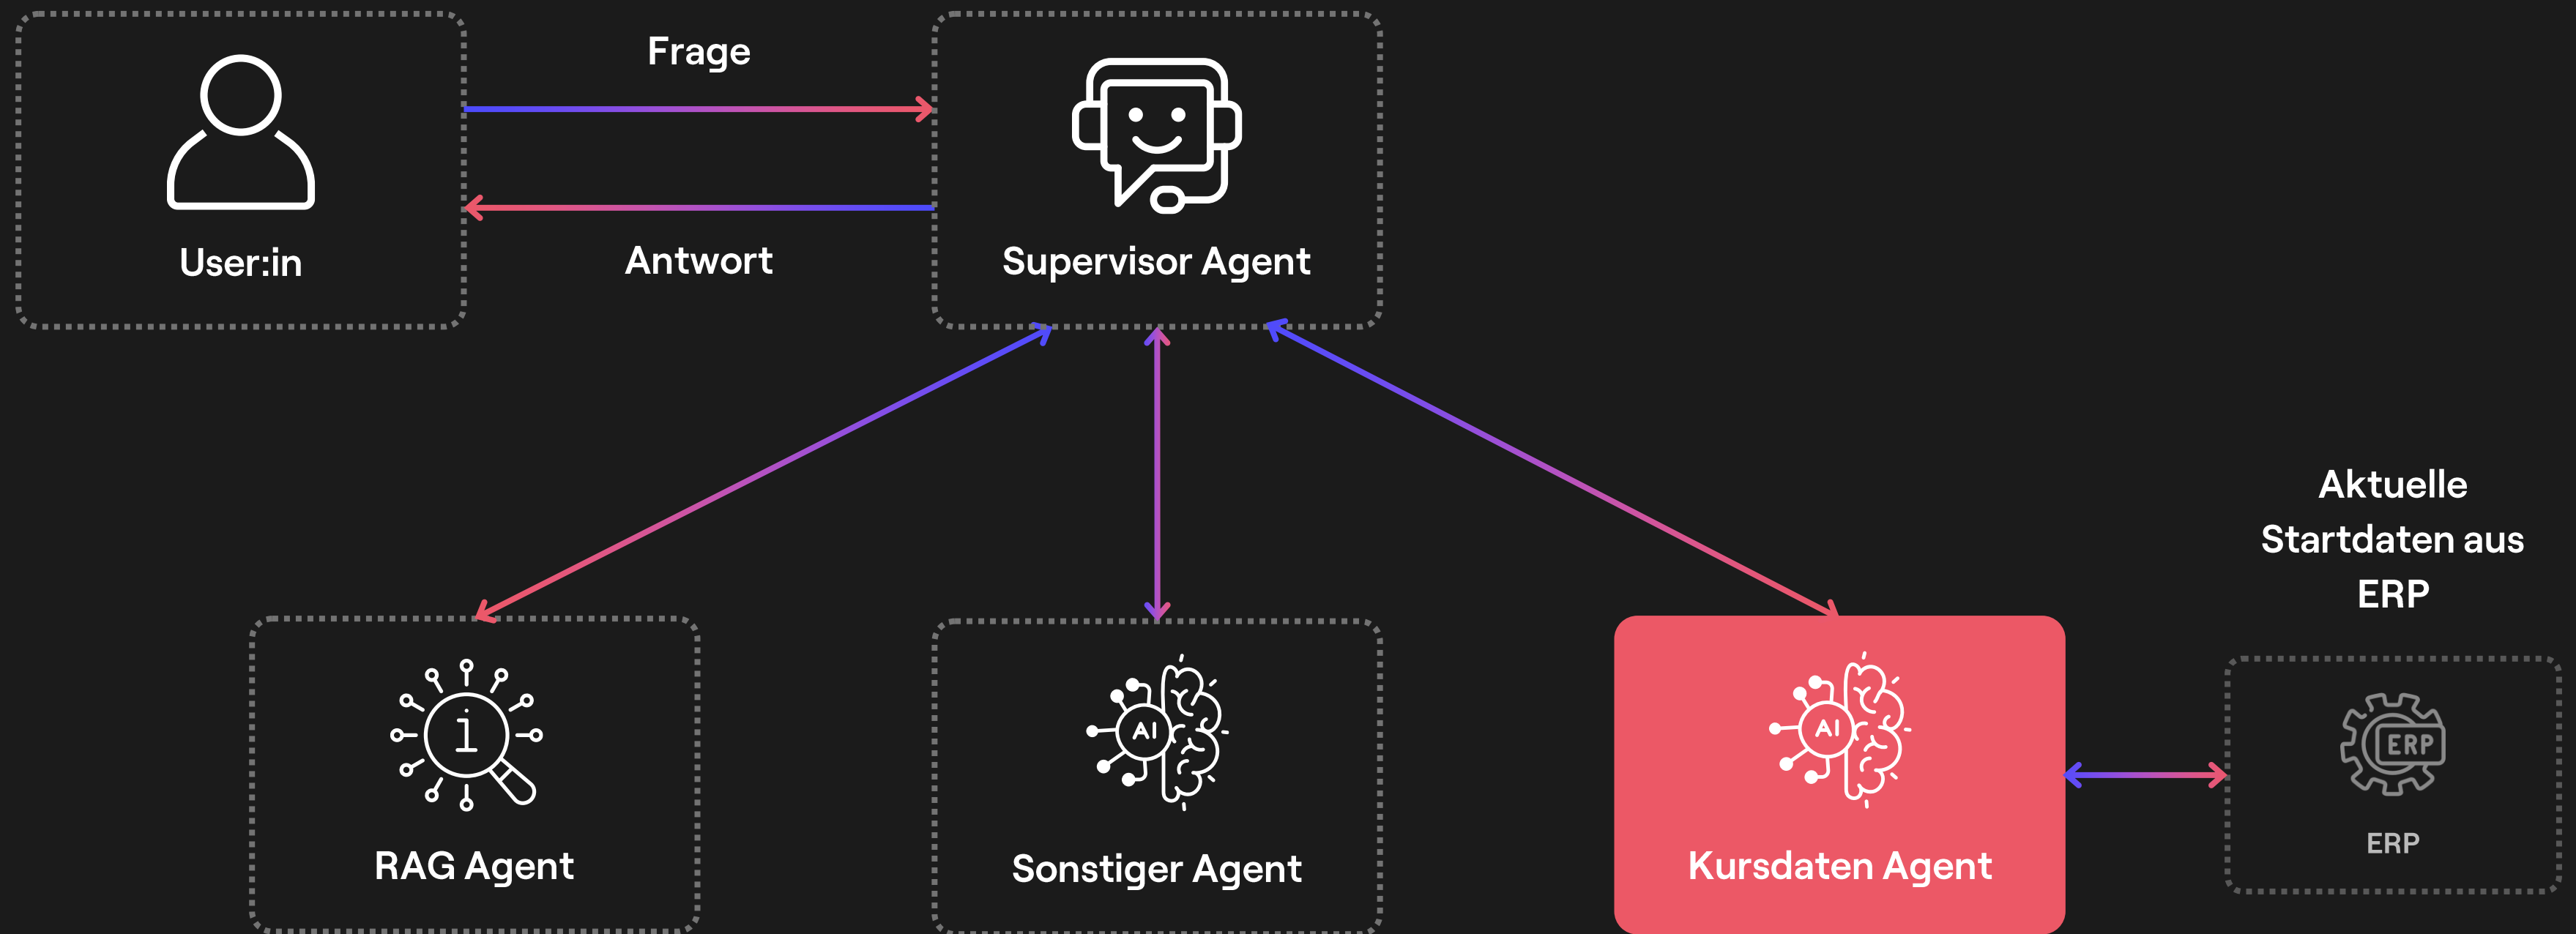 Frage
User:in
Antwort
Supervisor Agent
Aktuelle
Startdaten aus
ERP
i
RAG Agent
AI
Sonstiger Agent
AI
Kursdaten Agent
ERP
ERP